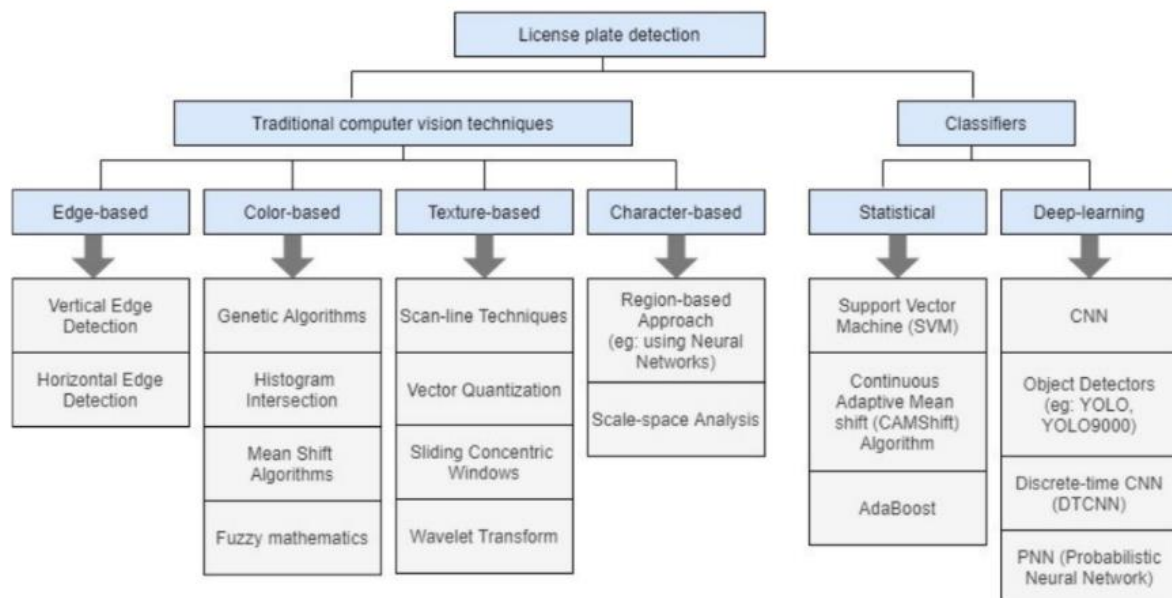 License plate detection
Traditional computer vision techniques
Classifiers
Edge-based
Color-based
Texture-based
Character-based
Statistical
Deep-learning
Vertical Edge
Detection
Horizontal Edge
Detection
Genetic Algorithms
Histogram
Intersection
Mean Shift
Algorithms
Fuzzy mathematics
Scan-line Techniques
Vector Quantization
Sliding Concentric
Windows
Wavelet Transform
Region-based
Approach
(eg: using Neural
Networks)
Scale-space Analysis
Support Vector
Machine (SVM)
Continuous
Adaptive Mean
shift (CAMShift)
Algorithm
AdaBoost
CNN
Object Detectors
(eg: YOLO,
YOLO9000)
Discrete-time CNN
(DTCNN)
PNN (Probabilistic
Neural Network)